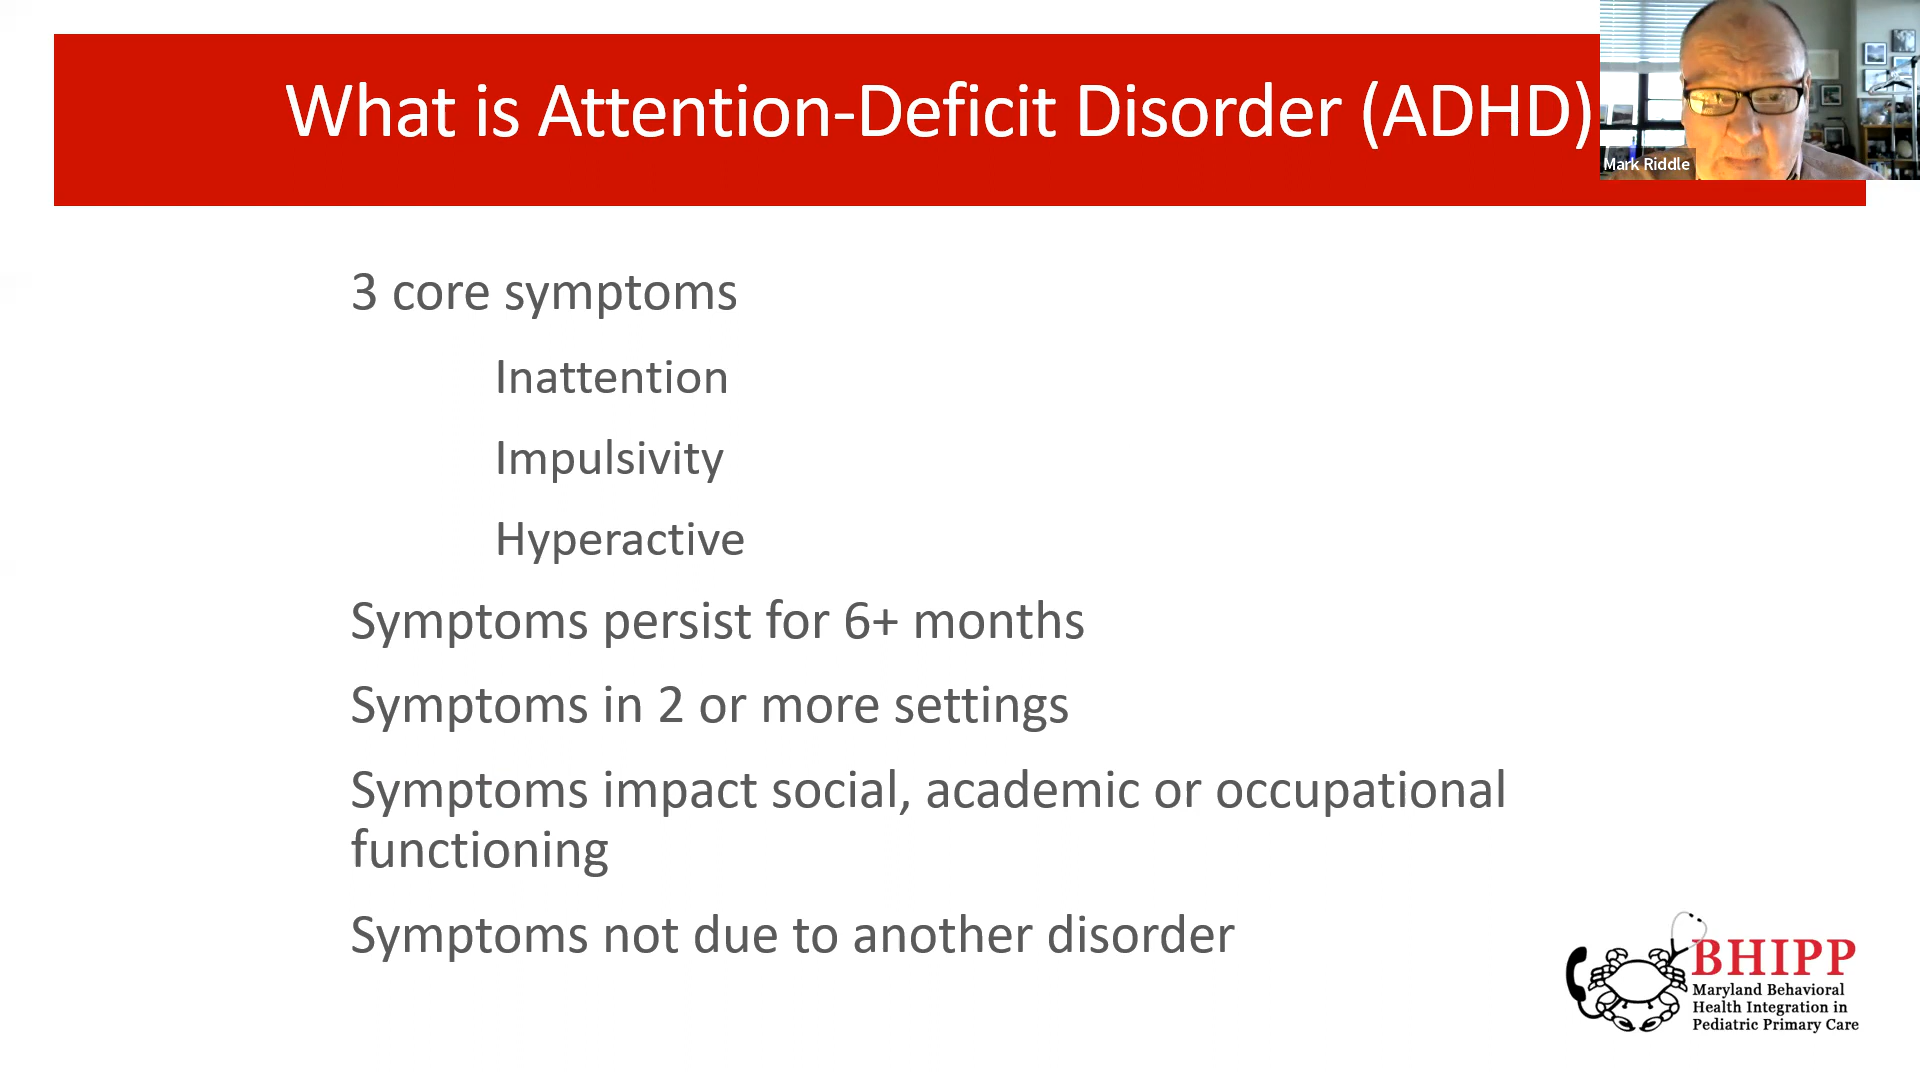 What is Attention-Deficit Disorder (ADHD)
Mark Riddle
3 core symptoms
Inattention
Impulsivity
Hyperactive
Symptoms persist for 6+ months
Symptoms in 2 or more settings
Symptoms impact social, academic or occupational
functioning
Symptoms not due to another disorder
BHIPP
Maryland Behavioral
Health Integration in
Pediatric Primary Care